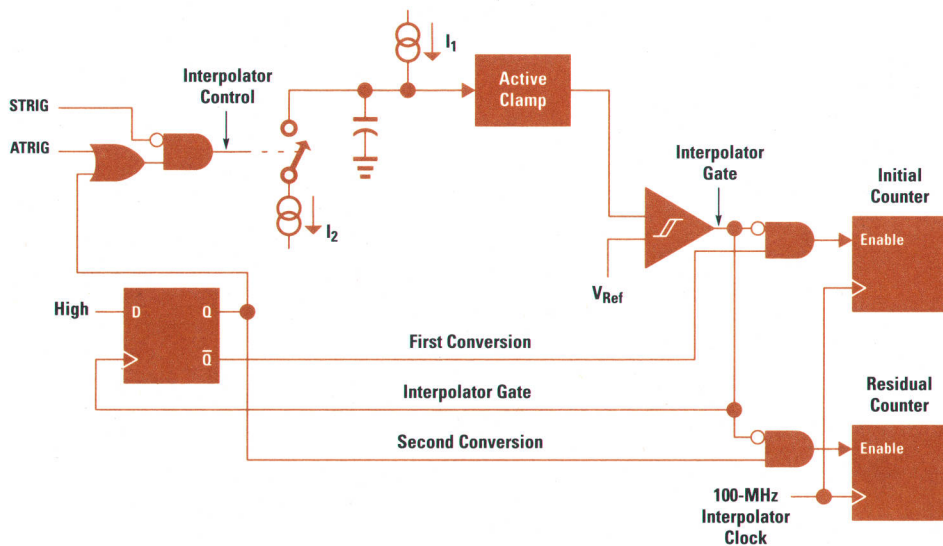 I1
Interpolator
Control
Active
Clamp
STRIG
ATRIG
I2
Interpolator
Gate
Initial
Counter
Enable
VRef
High
D
Q
Q̅
First Conversion
Interpolator Gate
Residual
Counter
Second Conversion
Enable
100-MHz
Interpolator
Clock